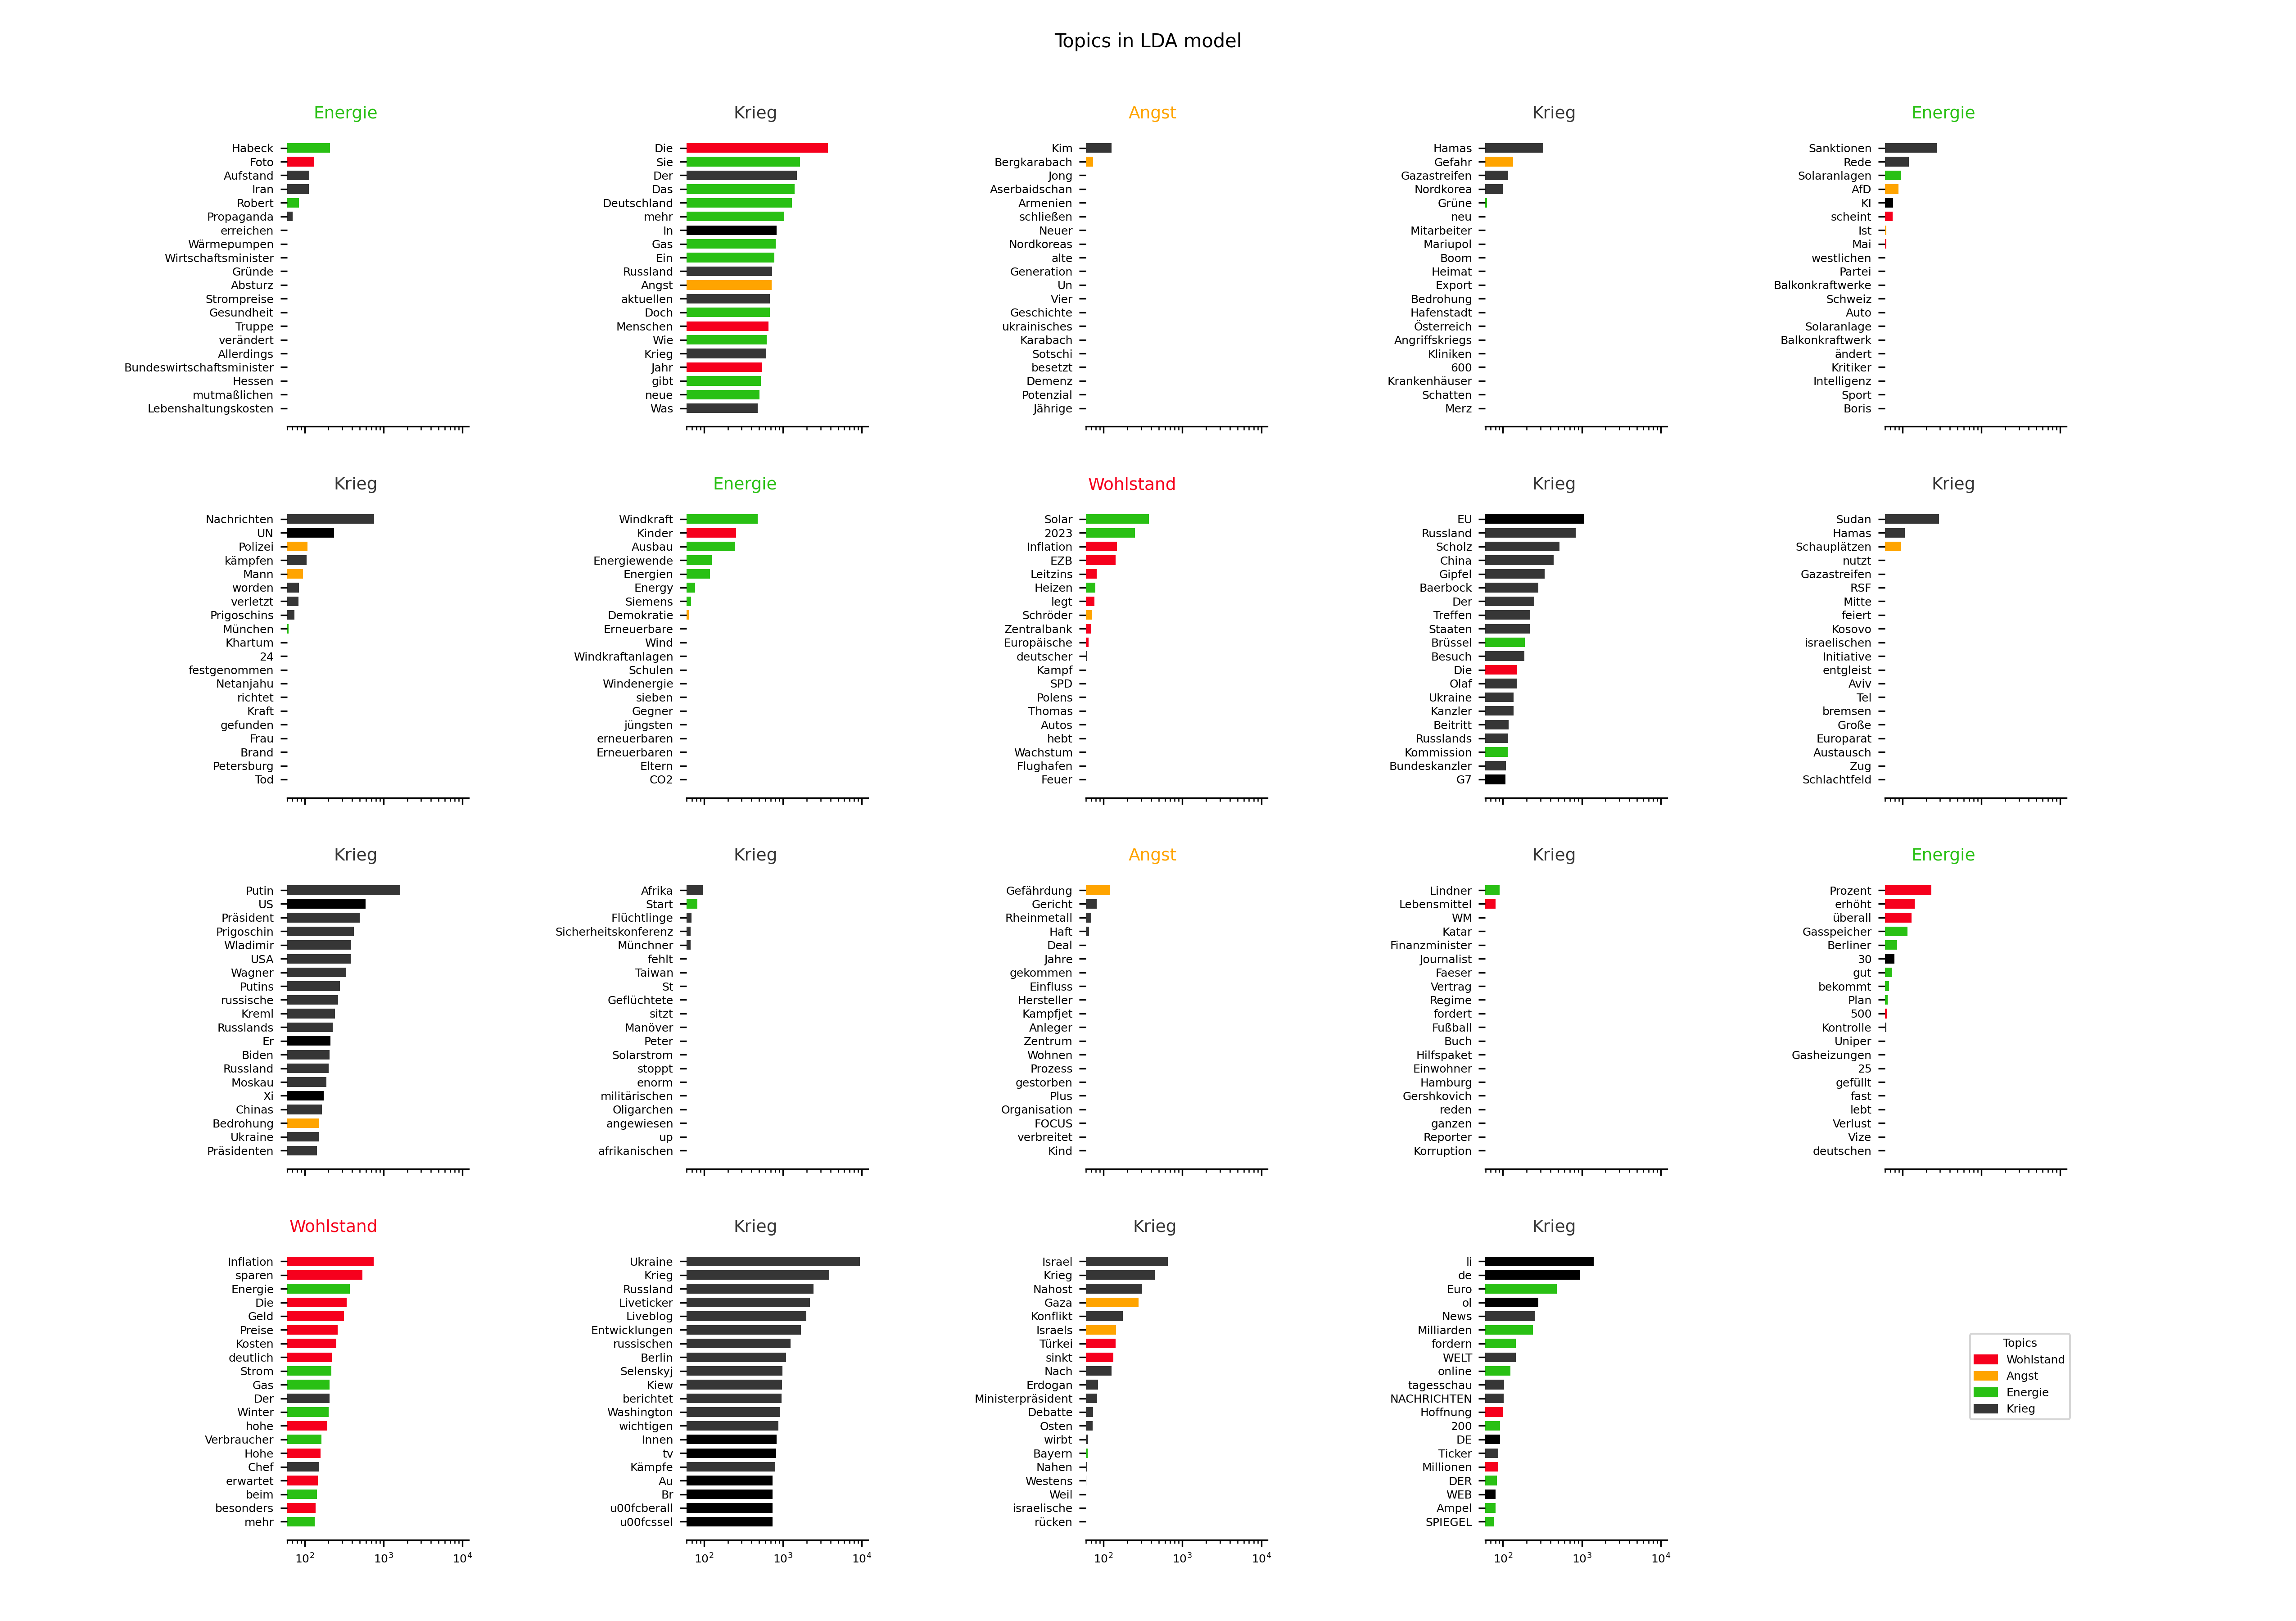 Topics in LDA model
Energie
Habeck
Foto
Aufstand
Iran
Robert
Propaganda
erreichen
Wärmepumpen
Wirtschaftsminister
Gründe
Absturz
Strompreise
Gesundheit
Truppe
verändert
Allerdings
Bundeswirtschaftsminister
Hessen
mutmaßlichen
Lebenshaltungskosten
Krieg
Die
Sie
Der
Das
Deutschland
mehr
In
Gas
Ein
Russland
Angst
aktuellen
Doch
Menschen
Wie
Krieg
Jahr
gibt
neue
Was
Angst
Kim
Bergkarabach
Jong
Aserbaidschan
Armenien
schließen
Neuer
Nordkoreas
alte
Generation
Un
Vier
Geschichte
ukrainisches
Karabach
Sotschi
besetzt
Demenz
Potenzial
Jährige
Krieg
Hamas
Gefahr
Gazastreifen
Nordkorea
Grüne
neu
Mitarbeiter
Mariupol
Boom
Heimat
Export
Bedrohung
Hafenstadt
Österreich
Angriffskriegs
Kliniken
600
Krankenhäuser
Schatten
Merz
Energie
Sanktionen
Rede
Solaranlagen
AfD
KI
scheint
Ist
Mai
westlichen
Partei
Balkonkraftwerke
Schweiz
Auto
Solaranlage
Balkonkraftwerk
ändert
Kritiker
Intelligenz
Sport
Boris
Krieg
Nachrichten
UN
Polizei
kämpfen
Mann
worden
verletzt
Prigoschins
München
Khartum
24
festgenommen
Netanjahu
richtet
Kraft
gefunden
Frau
Brand
Petersburg
Tod
Energie
Windkraft
Kinder
Ausbau
Energiewende
Energien
Energy
Siemens
Demokratie
Erneuerbare
Wind
Windkraftanlagen
Schulen
Windenergie
sieben
Gegner
jüngsten
erneuerbaren
Erneuerbaren
Eltern
CO2
Wohlstand
Solar
2023
Inflation
EZB
Leitzins
Heizen
legt
Schröder
Zentralbank
Europäische
deutscher
Kampf
SPD
Polens
Thomas
Autos
hebt
Wachstum
Flughafen
Feuer
Krieg
EU
Russland
Scholz
China
Gipfel
Baerbock
Der
Treffen
Staaten
Brüssel
Besuch
Die
Olaf
Ukraine
Kanzler
Beitritt
Russlands
Kommission
Bundeskanzler
G7
Krieg
Sudan
Hamas
Schauplätzen
nutzt
Gazastreifen
RSF
Mitte
feiert
Kosovo
israelischen
Initiative
entgleist
Aviv
Tel
bremsen
Große
Europarat
Austausch
Zug
Schlachtfeld
Krieg
Putin
US
Präsident
Prigoschin
Wladimir
USA
Wagner
Putins
russische
Kreml
Russlands
Er
Biden
Russland
Moskau
Xi
Chinas
Bedrohung
Ukraine
Präsidenten
Krieg
Afrika
Start
Flüchtlinge
Sicherheitskonferenz
Münchner
fehlt
Taiwan
St
Geflüchtete
sitzt
Manöver
Peter
Solarstrom
stoppt
enorm
militärischen
Oligarchen
angewiesen
up
afrikanischen
Angst
Gefährdung
Gericht
Rheinmetall
Haft
Deal
Jahre
gekommen
Einfluss
Hersteller
Kampfjet
Anleger
Zentrum
Wohnen
Prozess
gestorben
Plus
Organisation
FOCUS
verbreitet
Kind
Krieg
Lindner
Lebensmittel
WM
Katar
Finanzminister
Journalist
Faeser
Vertrag
Regime
fordert
Fußball
Buch
Hilfspaket
Einwohner
Hamburg
Gershkovich
reden
ganzen
Reporter
Korruption
Energie
Prozent
erhöht
überall
Gasspeicher
Berliner
30
gut
bekommt
Plan
500
Kontrolle
Uniper
Gasheizungen
25
gefüllt
fast
lebt
Verlust
Vize
deutschen
Wohlstand
Inflation
sparen
Energie
Die
Geld
Preise
Kosten
deutlich
Strom
Gas
Der
Winter
hohe
Verbraucher
Hohe
Chef
erwartet
beim
besonders
mehr
10² 10³ 10⁴
Krieg
Ukraine
Krieg
Russland
Liveticker
Liveblog
Entwicklungen
russischen
Berlin
Selenskyj
Kiew
berichtet
Washington
wichtigen
Innen
tv
Kämpfe
Au
Br
u00fcberall
u00fcssel
10² 10³ 10⁴
Krieg
Israel
Krieg
Nahost
Gaza
Konflikt
Israels
Türkei
sinkt
Nach
Erdogan
Ministerpräsident
Debatte
Osten
wirbt
Bayern
Nahen
Westens
Weil
israelische
rücken
10² 10³ 10⁴
Krieg
li
de
Euro
ol
News
Milliarden
fordern
WELT
online
tagesschau
NACHRICHTEN
Hoffnung
200
DE
Ticker
Millionen
DER
WEB
Ampel
SPIEGEL
10² 10³ 10⁴
Topics
Wohlstand
Angst
Energie
Krieg